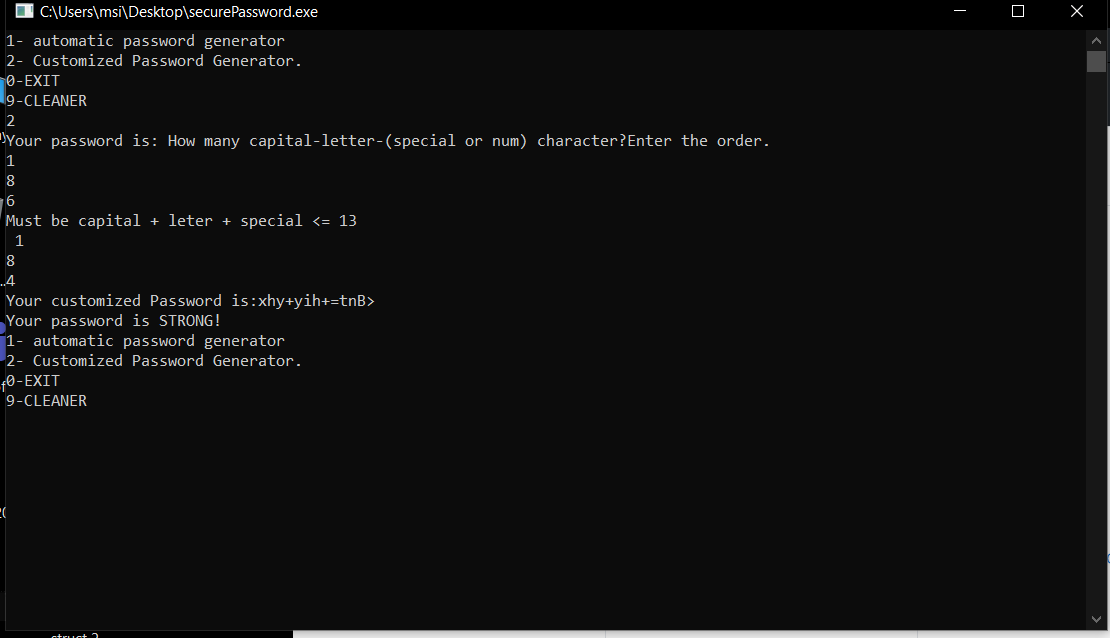 C:\Users\msi\Desktop\securePassword.exe
1- automatic password generator
2- Customized Password Generator.
0-EXIT
9-CLEANER
2
Your password is: How many capital-letter-(special or num) character?Enter the order.
1
8
6
Must be capital + leter + special <= 13
 1
8
4
Your customized Password is:xhy+yih+=tnB>
Your password is STRONG!
1- automatic password generator
2- Customized Password Generator.
0-EXIT
9-CLEANER